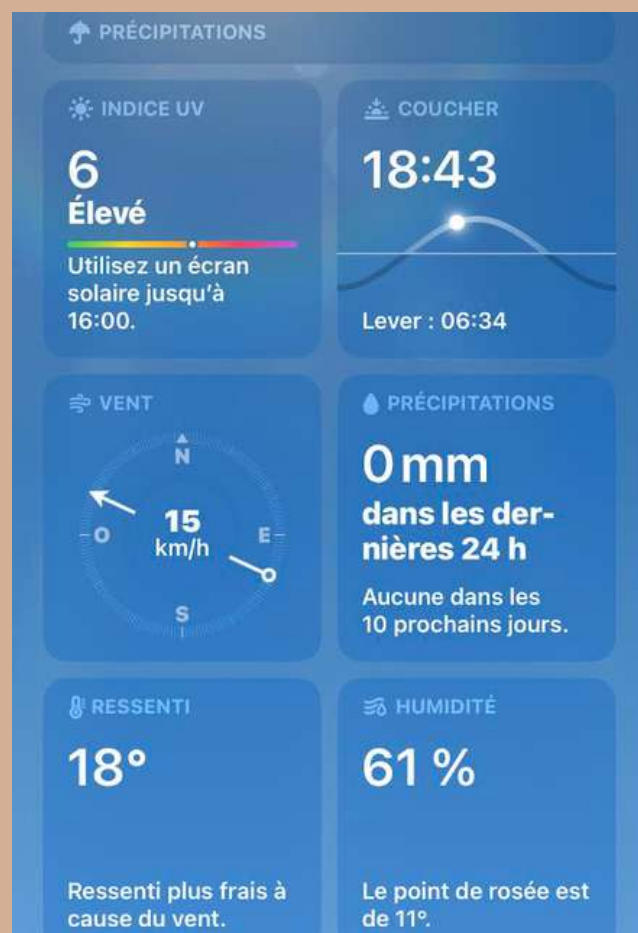 PRÉCIPITATIONS
INDICE UV
6
Élevé
Utilisez un écran
solaire jusqu'à
16:00.
COUCHER
18:43
Lever : 06:34
VENT
N
O
15
km/h
E
S
PRÉCIPITATIONS
0 mm
dans les der-
nières 24 h
Aucune dans les
10 prochains jours.
RESSENTI
18°
Ressenti plus frais à
cause du vent.
HUMIDITÉ
61 %
Le point de rosée est
de 11°.